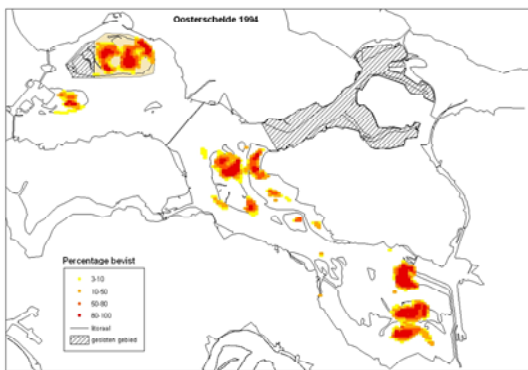 Oosterschelde 1994
Percentage bevist
3-10
10-50
50-80
80-100
litoraal
gesloten gebied